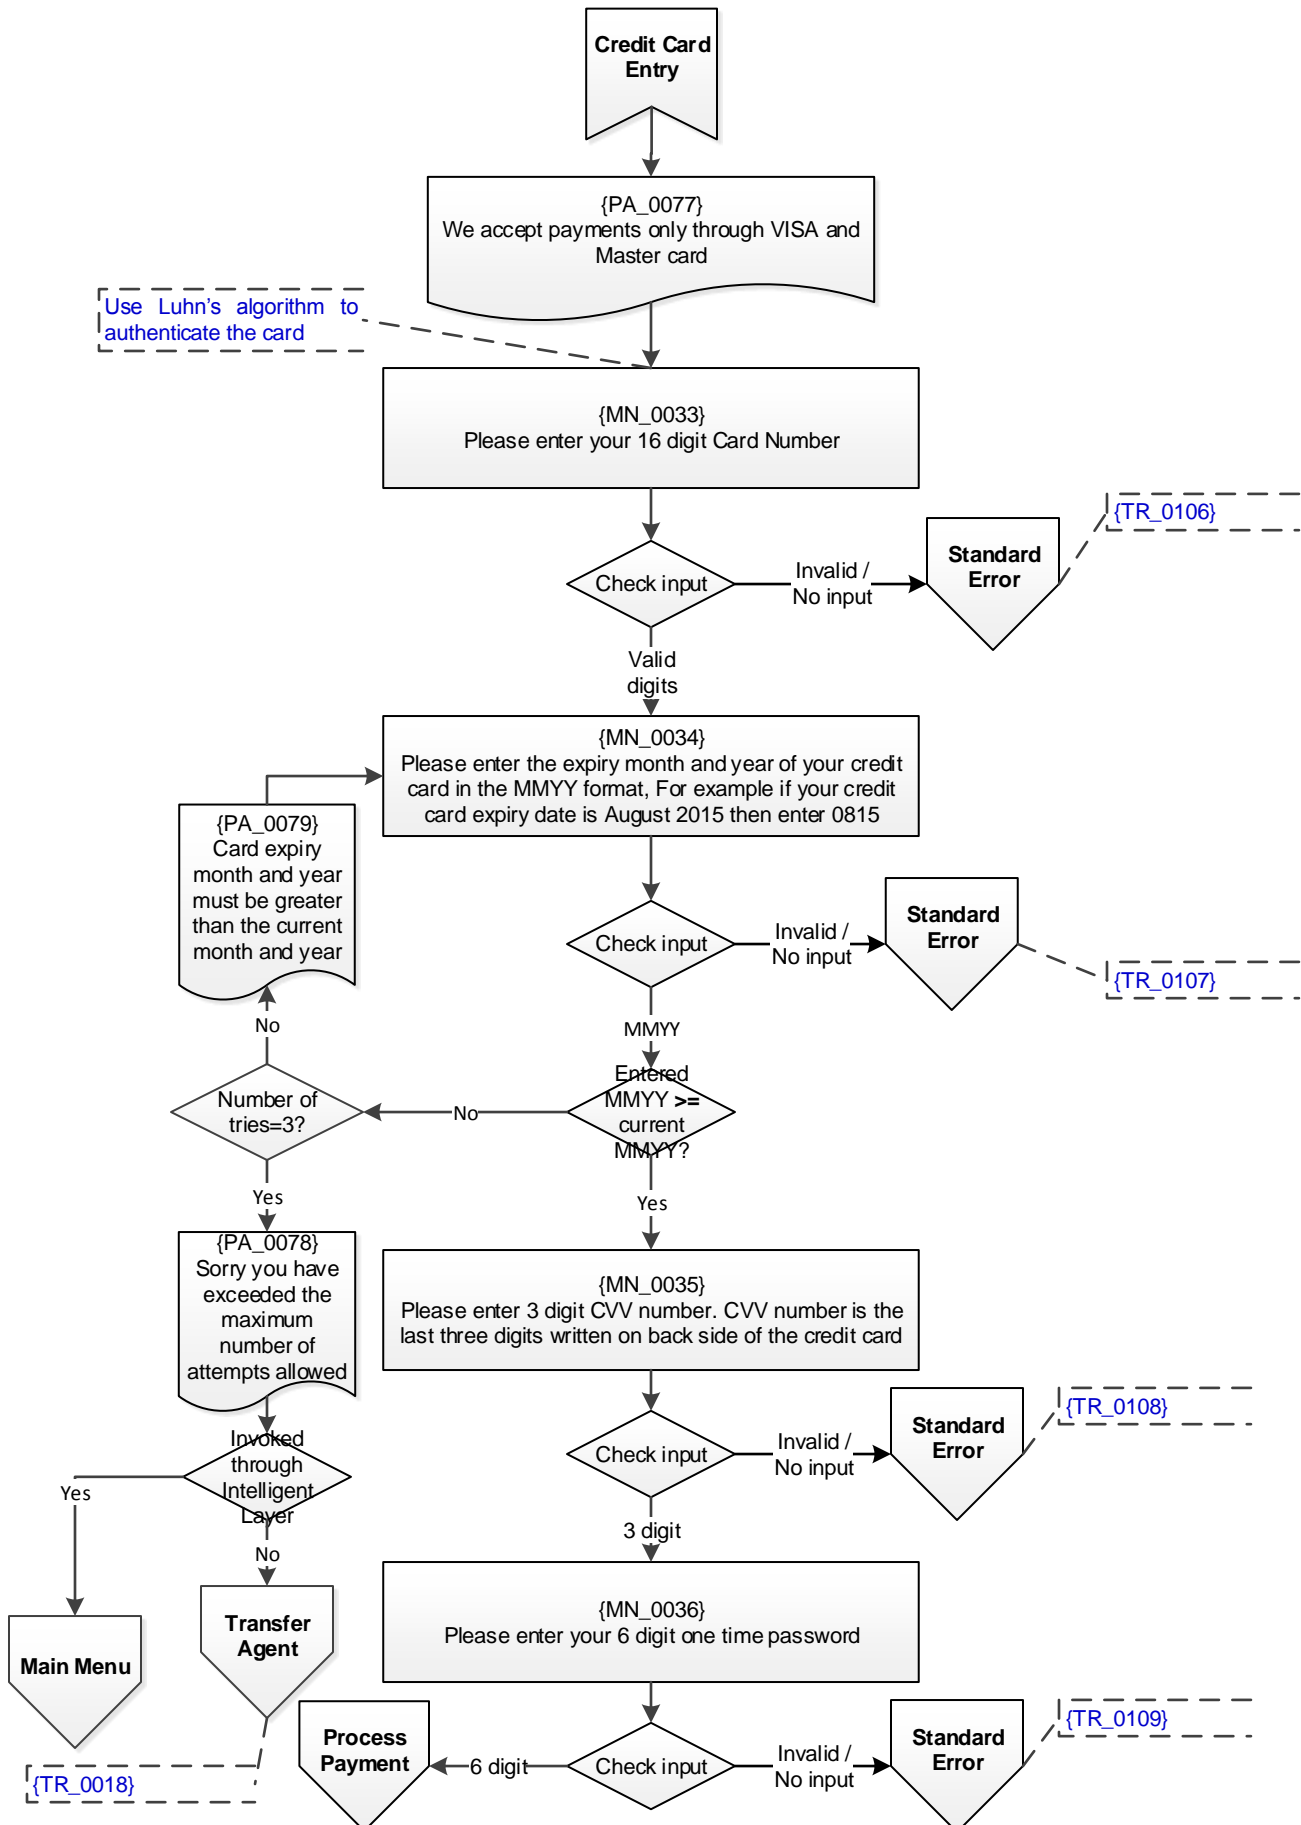 Credit Card
Entry
{PA_0077}
We accept payments only through VISA and
Master card
Use Luhn's algorithm to
authenticate the card
{MN_0033}
Please enter your 16 digit Card Number
{TR_0106}
Standard
Error
Check input
Invalid /
No input
Valid
digits
{MN_0034}
Please enter the expiry month and year of your credit
card in the MMYY format, For example if your credit
card expiry date is August 2015 then enter 0815
{PA_0079}
Card expiry
month and year
must be greater
than the current
month and year
Check input
Invalid /
No input
Standard
Error
{TR_0107}
No
MMYY
Entered
MMYY >=
current
MMYY?
No
Number of
tries=3?
Yes
Yes
{PA_0078}
Sorry you have
exceeded the
maximum
number of
attempts allowed
{MN_0035}
Please enter 3 digit CVV number. CVV number is the
last three digits written on back side of the credit card
Check input
Invalid /
No input
Standard
Error
{TR_0108}
Invoked
through
Intelligent
Layer
Yes
No
3 digit
{MN_0036}
Please enter your 6 digit one time password
Main Menu
Transfer
Agent
{TR_0018}
Process
Payment
6 digit
Check input
Invalid /
No input
Standard
Error
{TR_0109}